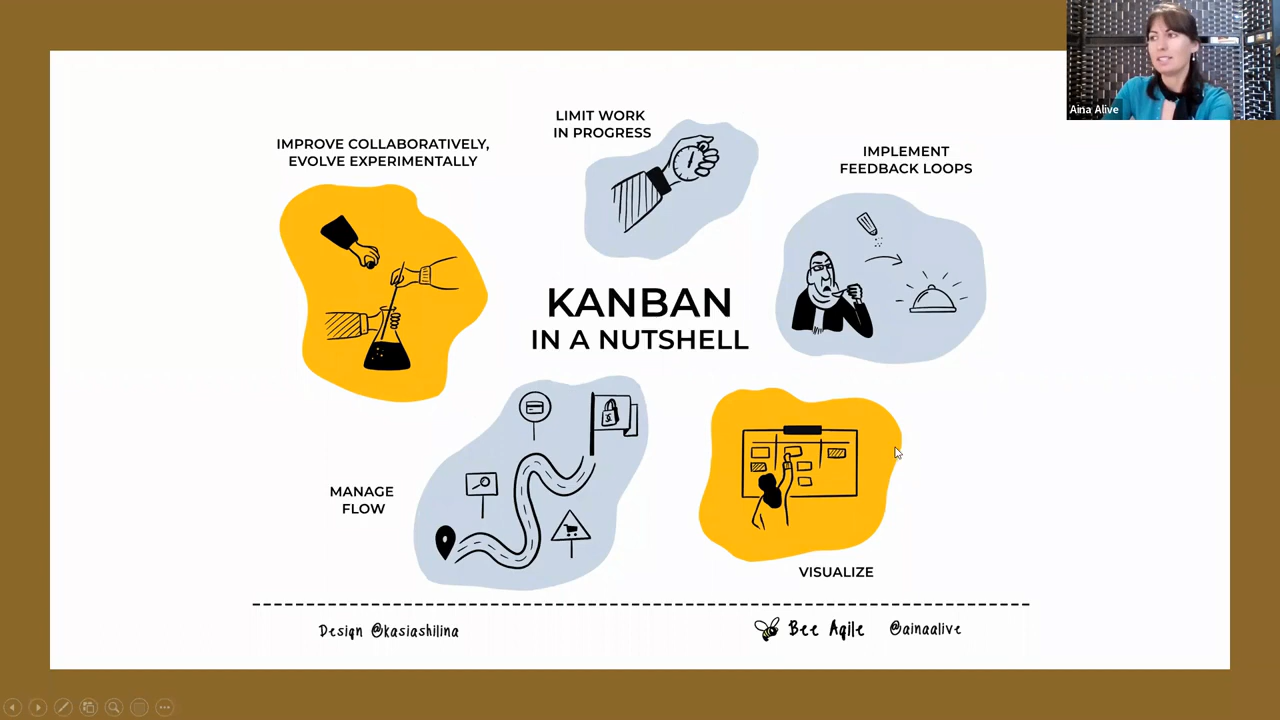 Aina Alive
LIMIT WORK
IN PROGRESS
IMPROVE COLLABORATIVELY,
EVOLVE EXPERIMENTALLY
IMPLEMENT
FEEDBACK LOOPS
KANBAN
IN A NUTSHELL
MANAGE
FLOW
VISUALIZE
Design @kasiashilina
Bee Agile @ainaalive